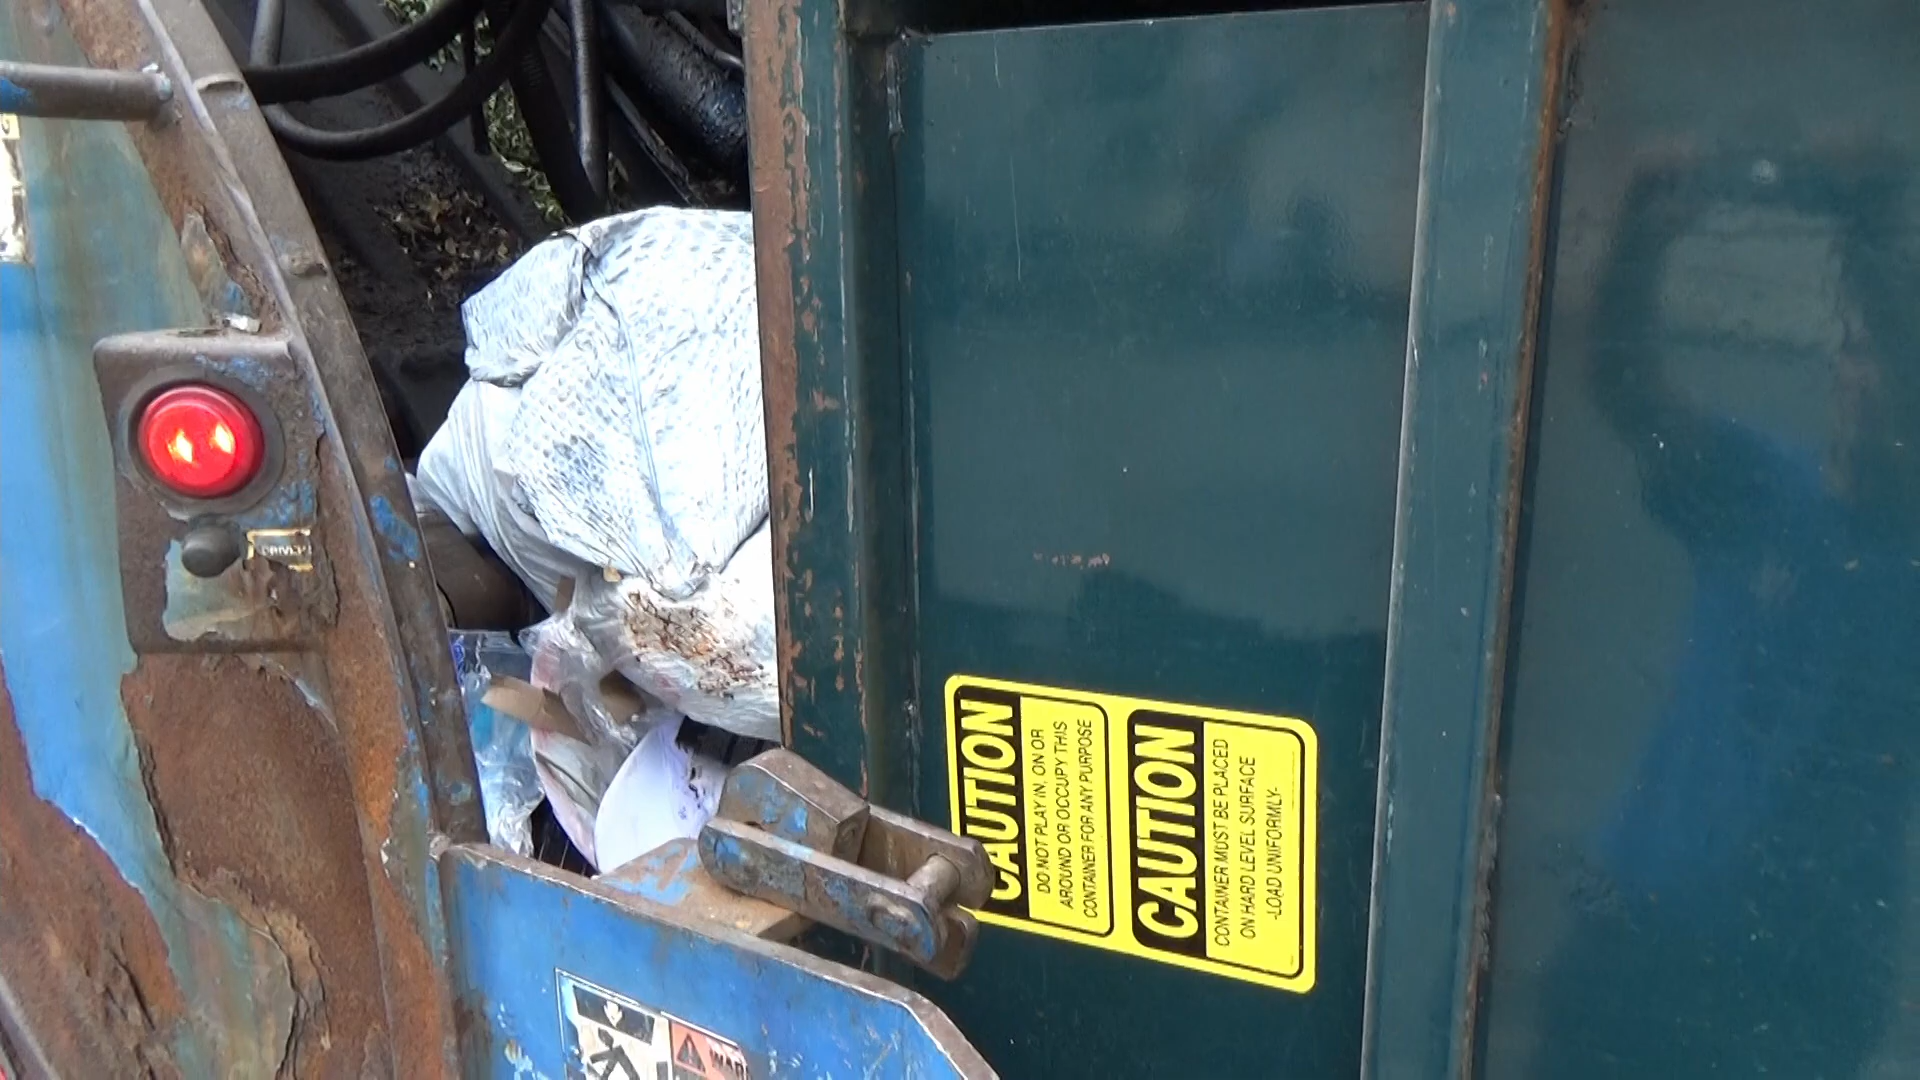 CAUTION
DO NOT PLAY IN, ON OR
AROUND OR OCCUPY THIS
CONTAINER FOR ANY PURPOSE
CAUTION
CONTAINER MUST BE PLACED
ON HARD LEVEL SURFACE
-LOAD UNIFORMLY-
DRIVER